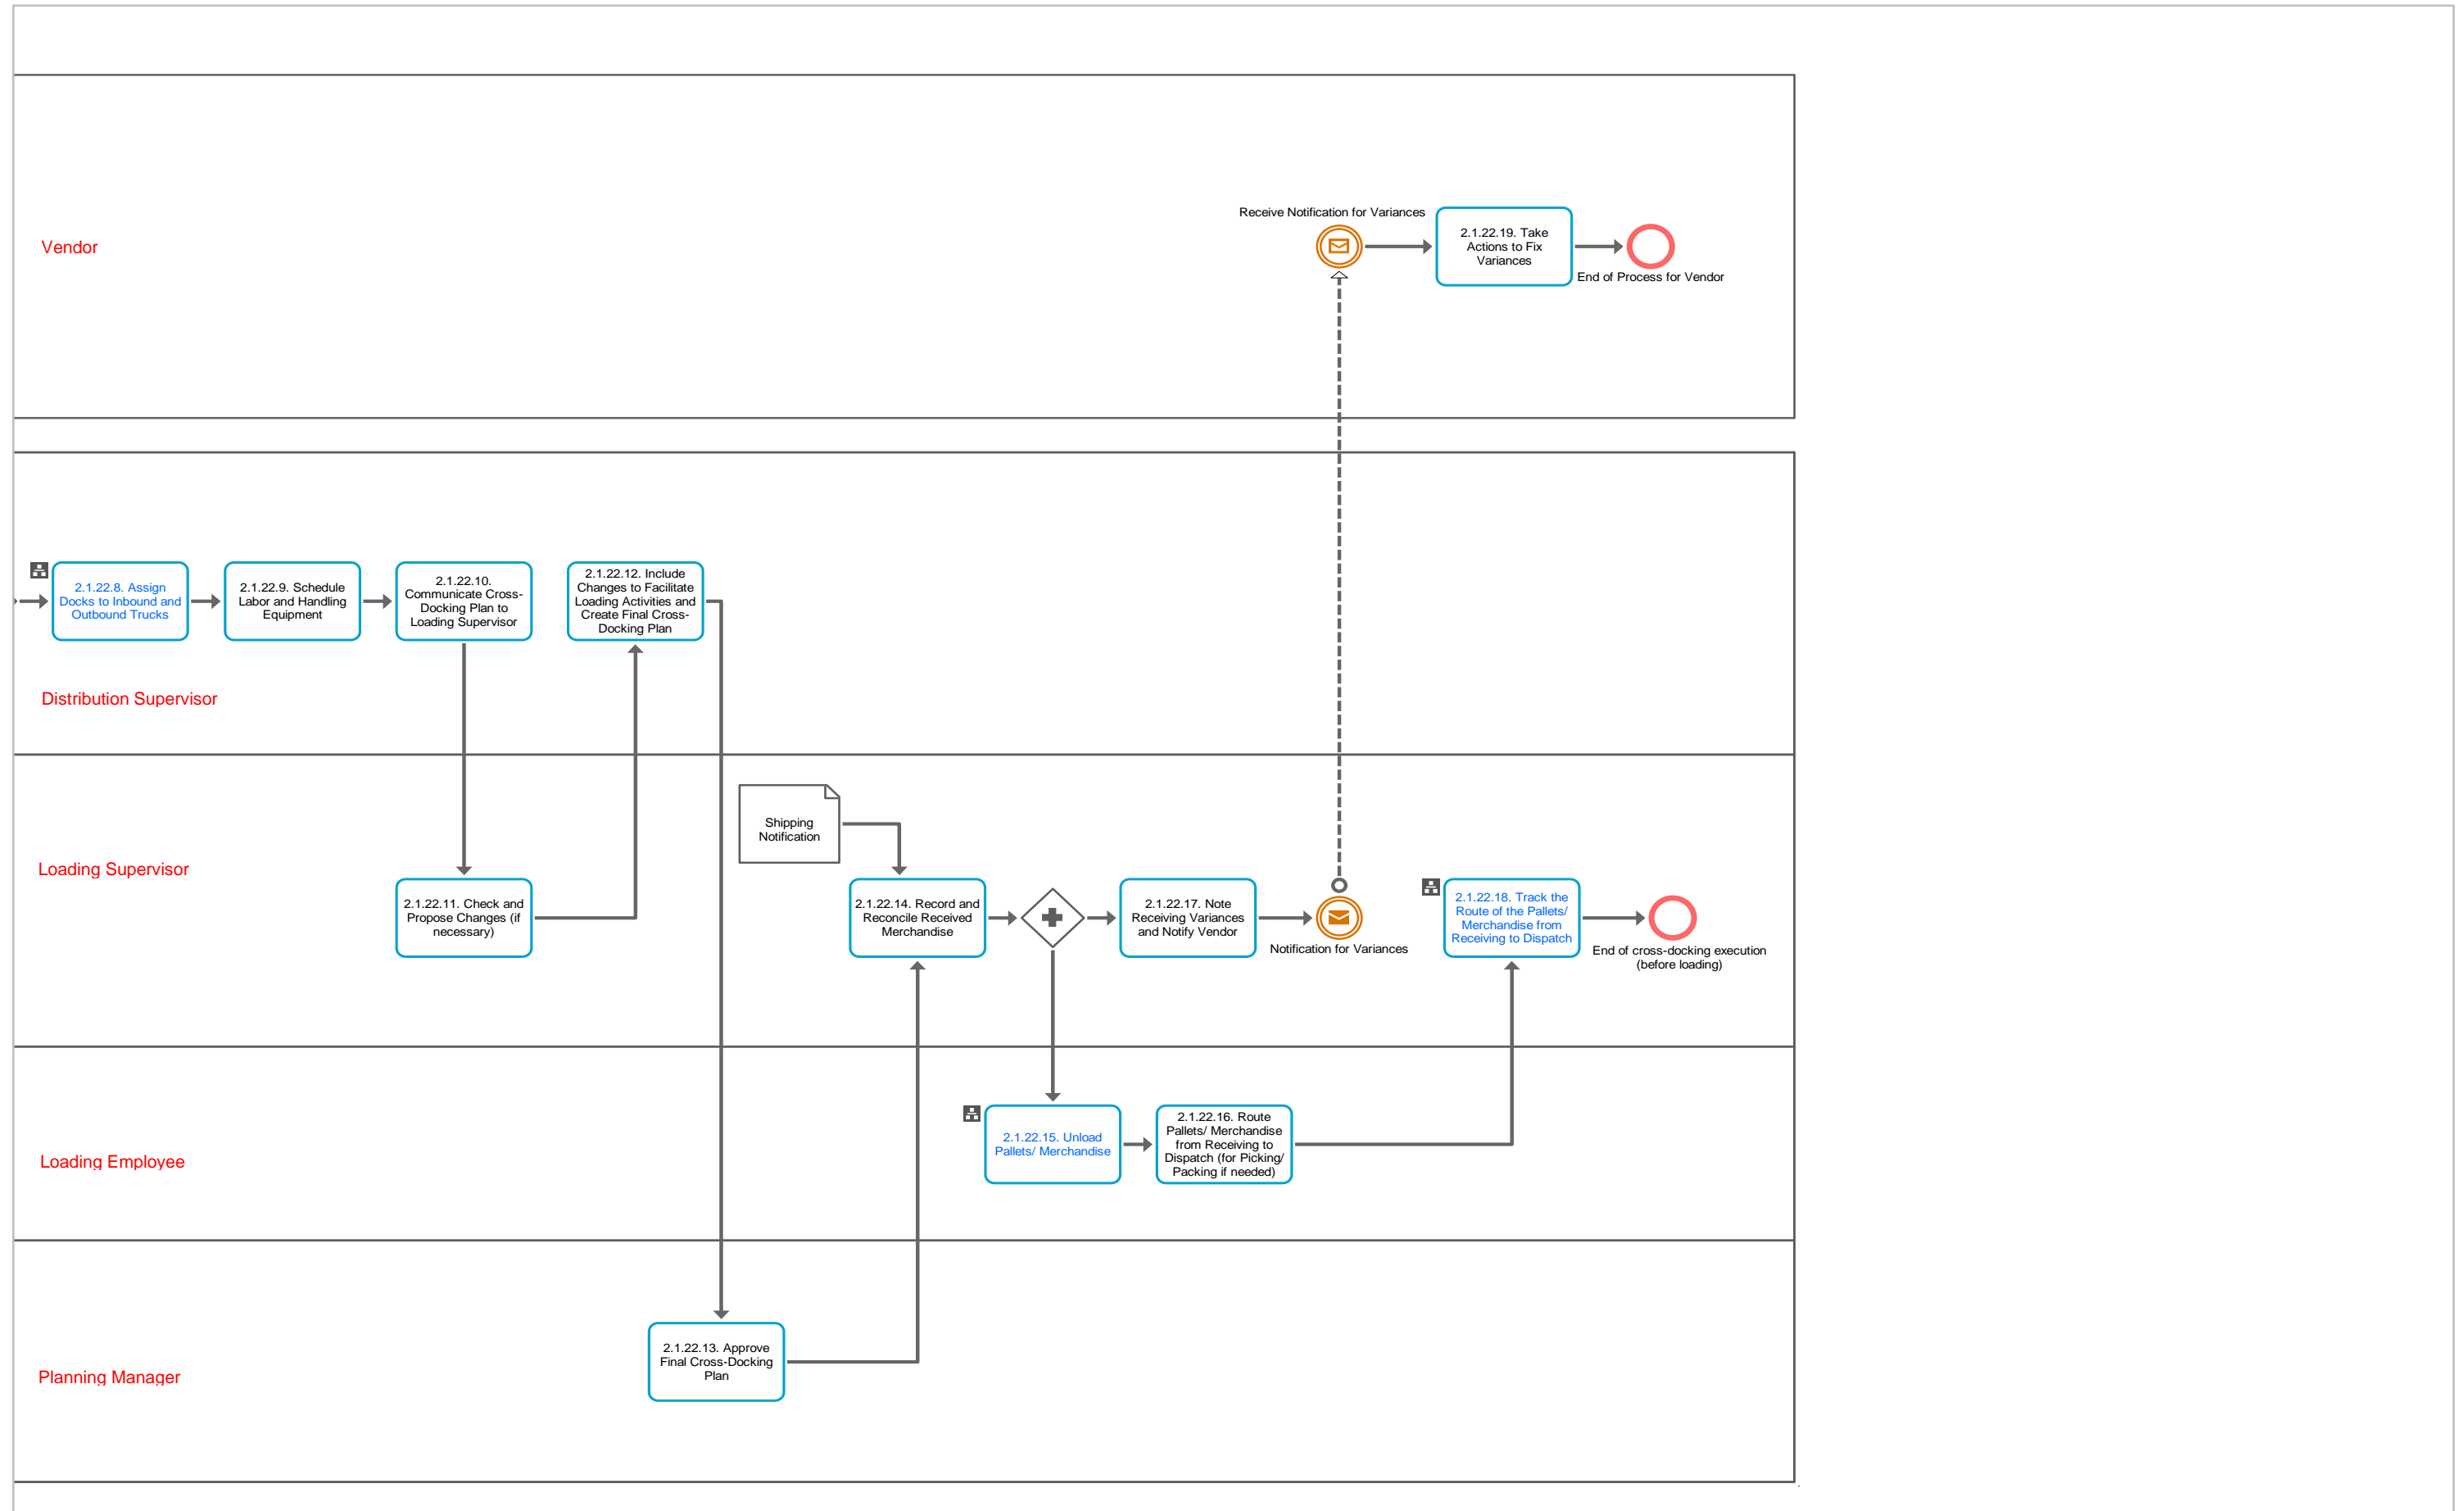 Receive Notification for Variances
Vendor
2.1.22.19. Take
Actions to Fix
Variances
End of Process for Vendor
2.1.22.8. Assign
Docks to Inbound and
Outbound Trucks
2.1.22.9. Schedule
Labor and Handling
Equipment
2.1.22.10.
Communicate Cross-
Docking Plan to
Loading Supervisor
2.1.22.12. Include
Changes to Facilitate
Loading Activities and
Create Final Cross-
Docking Plan
Distribution Supervisor
Shipping
Notification
Loading Supervisor
2.1.22.11. Check and
Propose Changes (if
necessary)
2.1.22.14. Record and
Reconcile Received
Merchandise
2.1.22.17. Note
Receiving Variances
and Notify Vendor
Notification for Variances
2.1.22.18. Track the
Route of the Pallets/
Merchandise from
Receiving to Dispatch
End of cross-docking execution
(before loading)
Loading Employee
2.1.22.15. Unload
Pallets/ Merchandise
2.1.22.16. Route
Pallets/ Merchandise
from Receiving to
Dispatch (for Picking/
Packing if needed)
Planning Manager
2.1.22.13. Approve
Final Cross-Docking
Plan